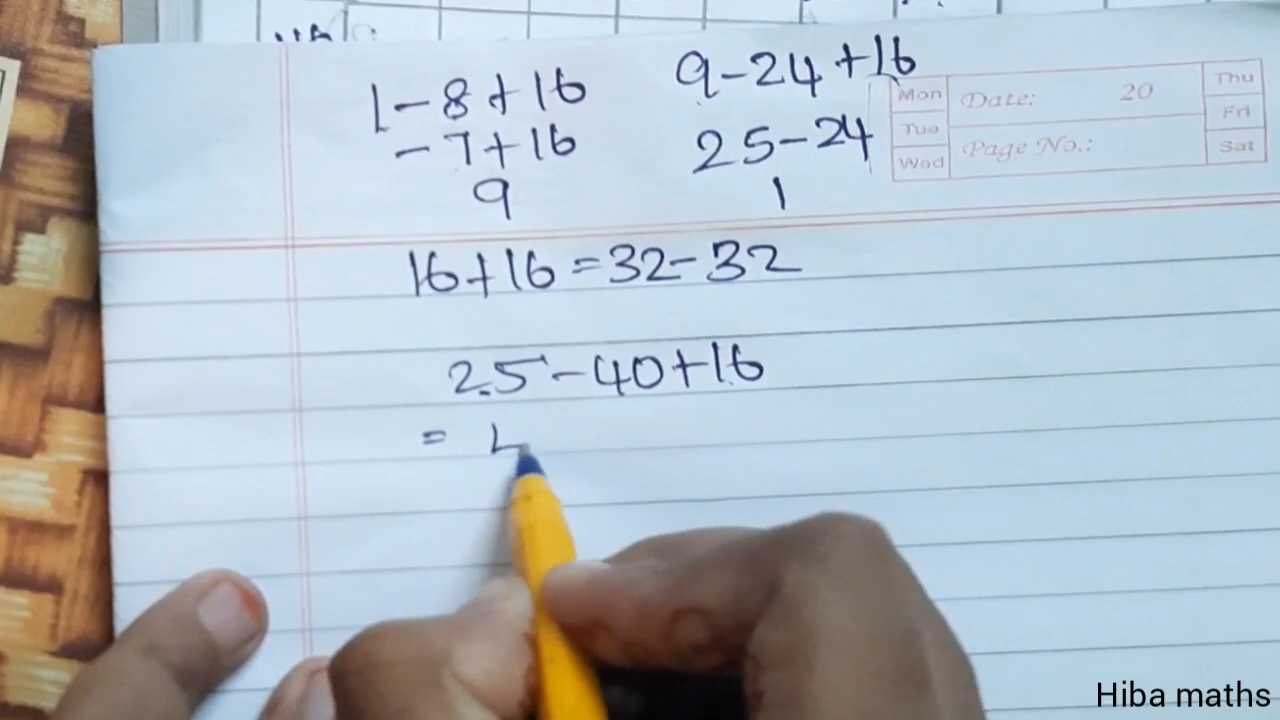 1-8+16
-7+16
9
9-24+16
25-24
1
Mon
Tue
Wed
Date: 20
Page No.:
Thu
Fri
Sat
16+16=32-32
25-40+16
= 4
Hiba maths